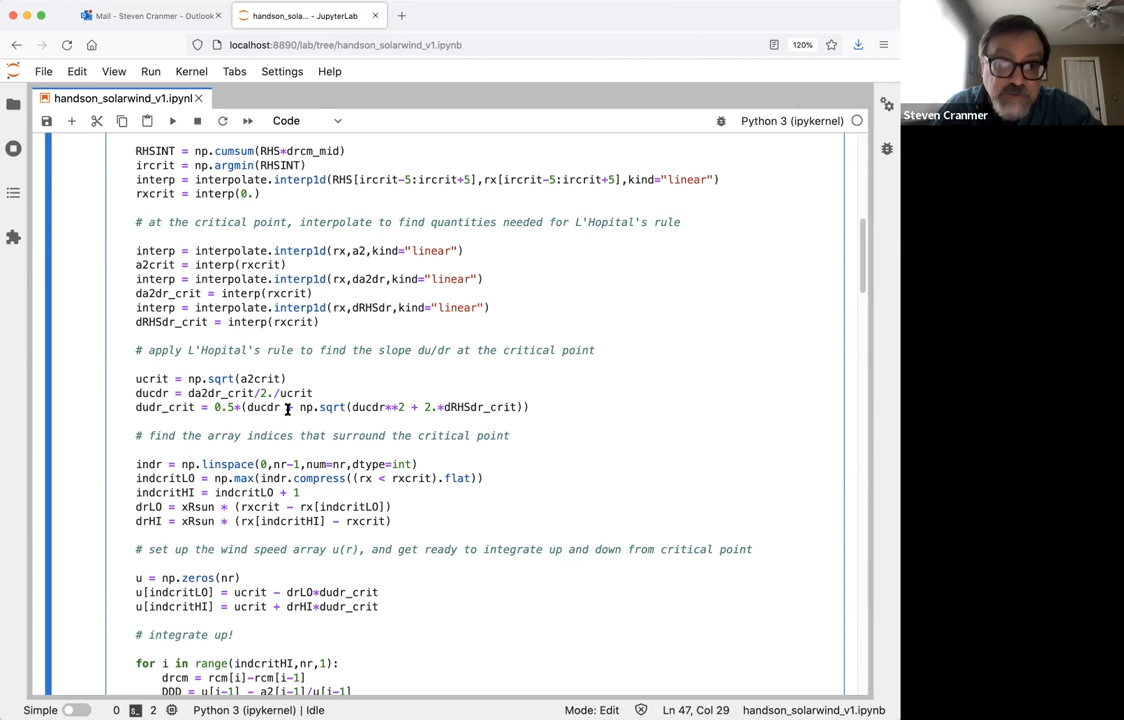 Mail - Steven Cranmer - Outlook
handson_sola... - JupyterLab
localhost:8890/lab/tree/handson_solarwind_v1.ipynb
120%
File Edit View Run Kernel Tabs Settings Help
handson_solarwind_v1.ipynl
Code
Python 3 (ipykernel)
Steven Cranmer
RHSINT = np.cumsum(RHS*drcm_mid)
ircrit = np.argmin(RHSINT)
interp = interpolate.interp1d(RHS[ircrit-5:ircrit+5],rx[ircrit-5:ircrit+5],kind="linear")
rxcrit = interp(0.)
# at the critical point, interpolate to find quantities needed for L'Hopital's rule
interp = interpolate.interp1d(rx,a2,kind="linear")
a2crit = interp(rxcrit)
interp = interpolate.interp1d(rx,da2dr,kind="linear")
da2dr_crit = interp(rxcrit)
interp = interpolate.interp1d(rx,dRHSdr,kind="linear")
dRHSdr_crit = interp(rxcrit)
# apply L'Hopital's rule to find the slope du/dr at the critical point
ucrit = np.sqrt(a2crit)
ducdr = da2dr_crit/2./ucrit
dudr_crit = 0.5*(ducdr + np.sqrt(ducdr**2 + 2.*dRHSdr_crit))
# find the array indices that surround the critical point
indr = np.linspace(0,nr-1,num=nr,dtype=int)
indcritLO = np.max(indr.compress((rx < rxcrit).flat))
indcritHI = indcritLO + 1
drLO = xRsun * (rxcrit - rx[indcritLO])
drHI = xRsun * (rx[indcritHI] - rxcrit)
# set up the wind speed array u(r), and get ready to integrate up and down from critical point
u = np.zeros(nr)
u[indcritLO] = ucrit - drLO*dudr_crit
u[indcritHI] = ucrit + drHI*dudr_crit
# integrate up!
for i in range(indcritHI,nr,1):
drcm = rcm[i]-rcm[i-1]
DDD = u[i-1] - a2[i-1]/u[i-1]
Simple 0 2 Python 3 (ipykernel) | Idle Mode: Edit Ln 47, Col 29 handson_solarwind_v1.ipynb